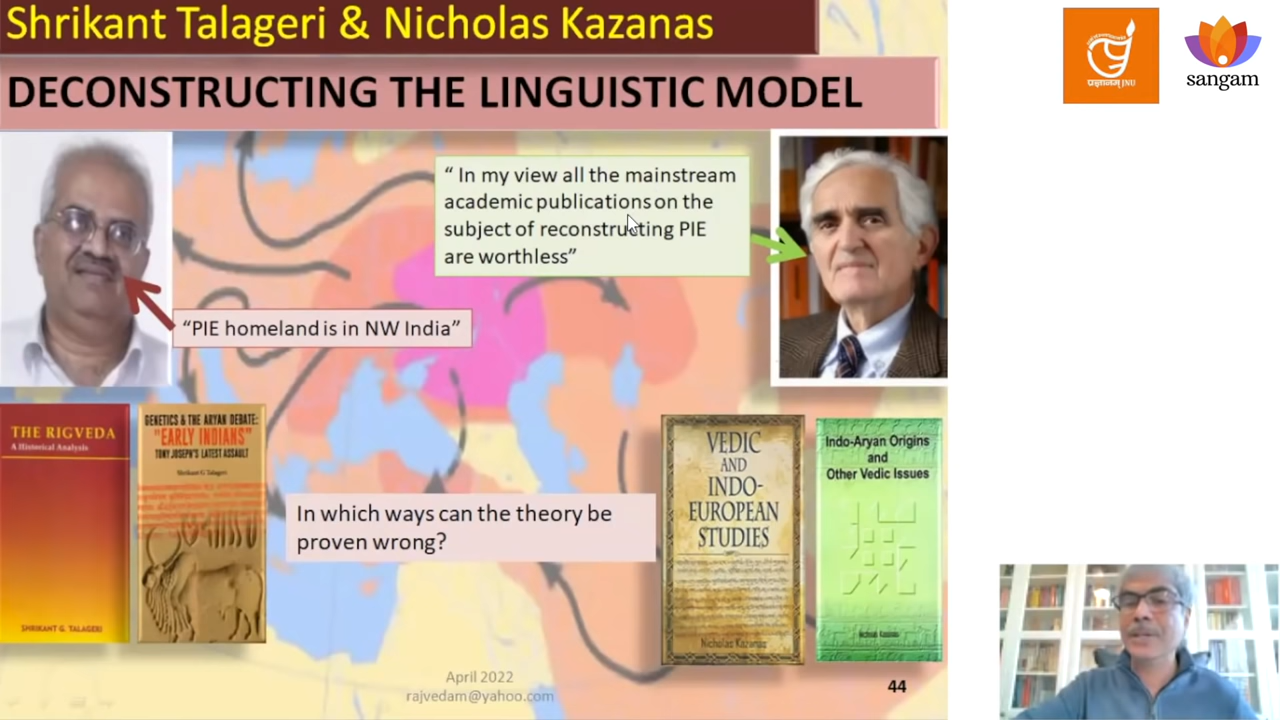 Shrikant Talageri & Nicholas Kazanas
DECONSTRUCTING THE LINGUISTIC MODEL
“ In my view all the mainstream
academic publications on the
subject of reconstructing PIE
are worthless”
“PIE homeland is in NW India”
THE RIGVEDA
A Historical Analysis
SHRIKANT G. TALAGERI
GENETICS & THE ARYAN DEBATE:
"EARLY INDIANS"
TONY JOSEPH'S LATEST ASSAULT
Shrikant G Talageri
In which ways can the theory be
proven wrong?
VEDIC
AND
INDO-
EUROPEAN
STUDIES
Nicholas Kazanas
Indo-Aryan Origins
and
Other Vedic Issues
Nicholas Kazanas
April 2022
rajvedam@yahoo.com
44
JNU
sangam